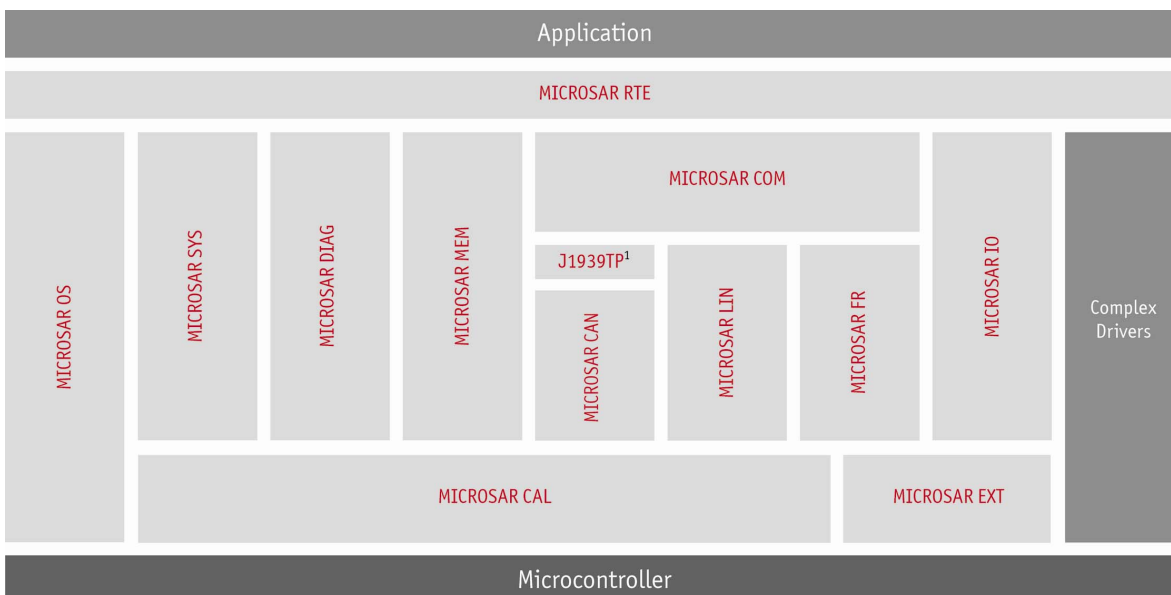 Application
MICROSAR RTE
MICROSAR OS
MICROSAR SYS
MICROSAR DIAG
MICROSAR MEM
MICROSAR COM
J1939TP¹
MICROSAR CAN
MICROSAR LIN
MICROSAR FR
MICROSAR IO
Complex
Drivers
MICROSAR CAL
MICROSAR EXT
Microcontroller